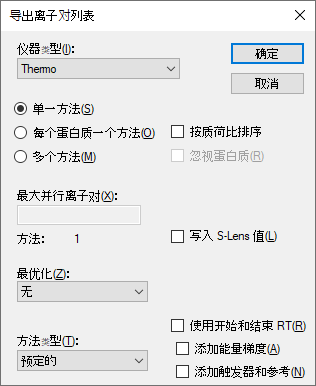 导出离子对列表
仪器类型(I):
Thermo
确定
取消
单一方法(S)
每个蛋白质一个方法(O)
按质荷比排序
多个方法(M)
忽视蛋白质(R)
最大并行离子对(X):
方法: 1
写入 S-Lens 值(L)
最优化(Z):
无
使用开始和结束 RT(R)
方法类型(T):
添加能量梯度(A)
预定的
添加触发器和参考(N)